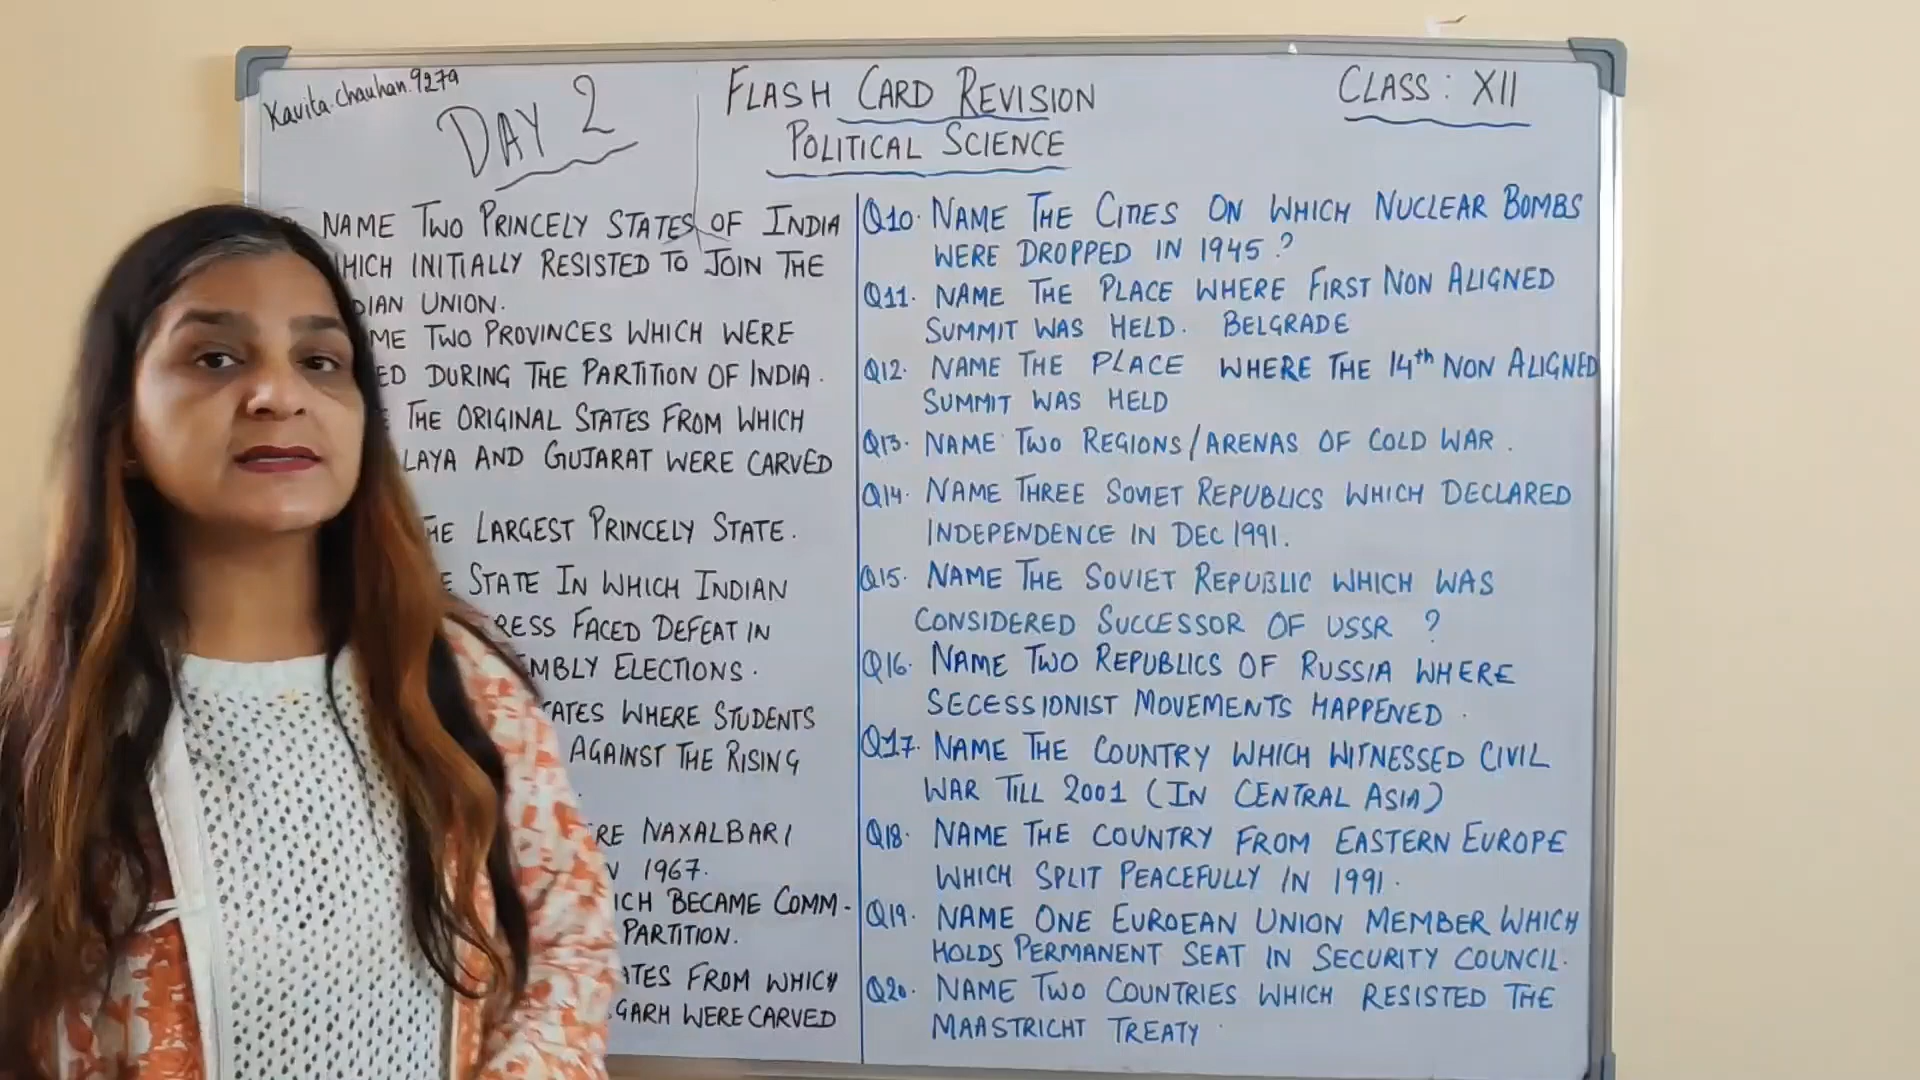 Kavita.chauhan.9279
DAY 2
FLASH CARD REVISION
POLITICAL SCIENCE
CLASS : XII
NAME TWO PRINCELY STATES OF INDIA
HICH INITIALLY RESISTED TO JOIN THE
DIAN UNION.
ME TWO PROVINCES WHICH WERE
ED DURING THE PARTITION OF INDIA.
THE ORIGINAL STATES FROM WHICH
LAYA AND GUJARAT WERE CARVED
HE LARGEST PRINCELY STATE.
E STATE IN WHICH INDIAN
RESS FACED DEFEAT IN
EMBLY ELECTIONS.
TATES WHERE STUDENTS
AGAINST THE RISING
RE NAXALBARI
N 1967.
ICH BECAME COMM-
PARTITION.
ATES FROM WHICH
GARH WERE CARVED
Q10. NAME THE CITIES ON WHICH NUCLEAR BOMBS
WERE DROPPED IN 1945 ?
Q11. NAME THE PLACE WHERE FIRST NON ALIGNED
SUMMIT WAS HELD. BELGRADE
Q12. NAME THE PLACE WHERE THE 14th NON ALIGNED
SUMMIT WAS HELD
Q13. NAME TWO REGIONS/ARENAS OF COLD WAR.
Q14. NAME THREE SOVIET REPUBLICS WHICH DECLARED
INDEPENDENCE IN DEC 1991.
Q15. NAME THE SOVIET REPUBLIC WHICH WAS
CONSIDERED SUCCESSOR OF USSR ?
Q16. NAME TWO REPUBLICS OF RUSSIA WHERE
SECESSIONIST MOVEMENTS HAPPENED.
Q17. NAME THE COUNTRY WHICH WITNESSED CIVIL
WAR TILL 2001 (IN CENTRAL ASIA)
Q18. NAME THE COUNTRY FROM EASTERN EUROPE
WHICH SPLIT PEACEFULLY IN 1991.
Q19. NAME ONE EUROEAN UNION MEMBER WHICH
HOLDS PERMANENT SEAT IN SECURITY COUNCIL.
Q20. NAME TWO COUNTRIES WHICH RESISTED THE
MAASTRICHT TREATY.